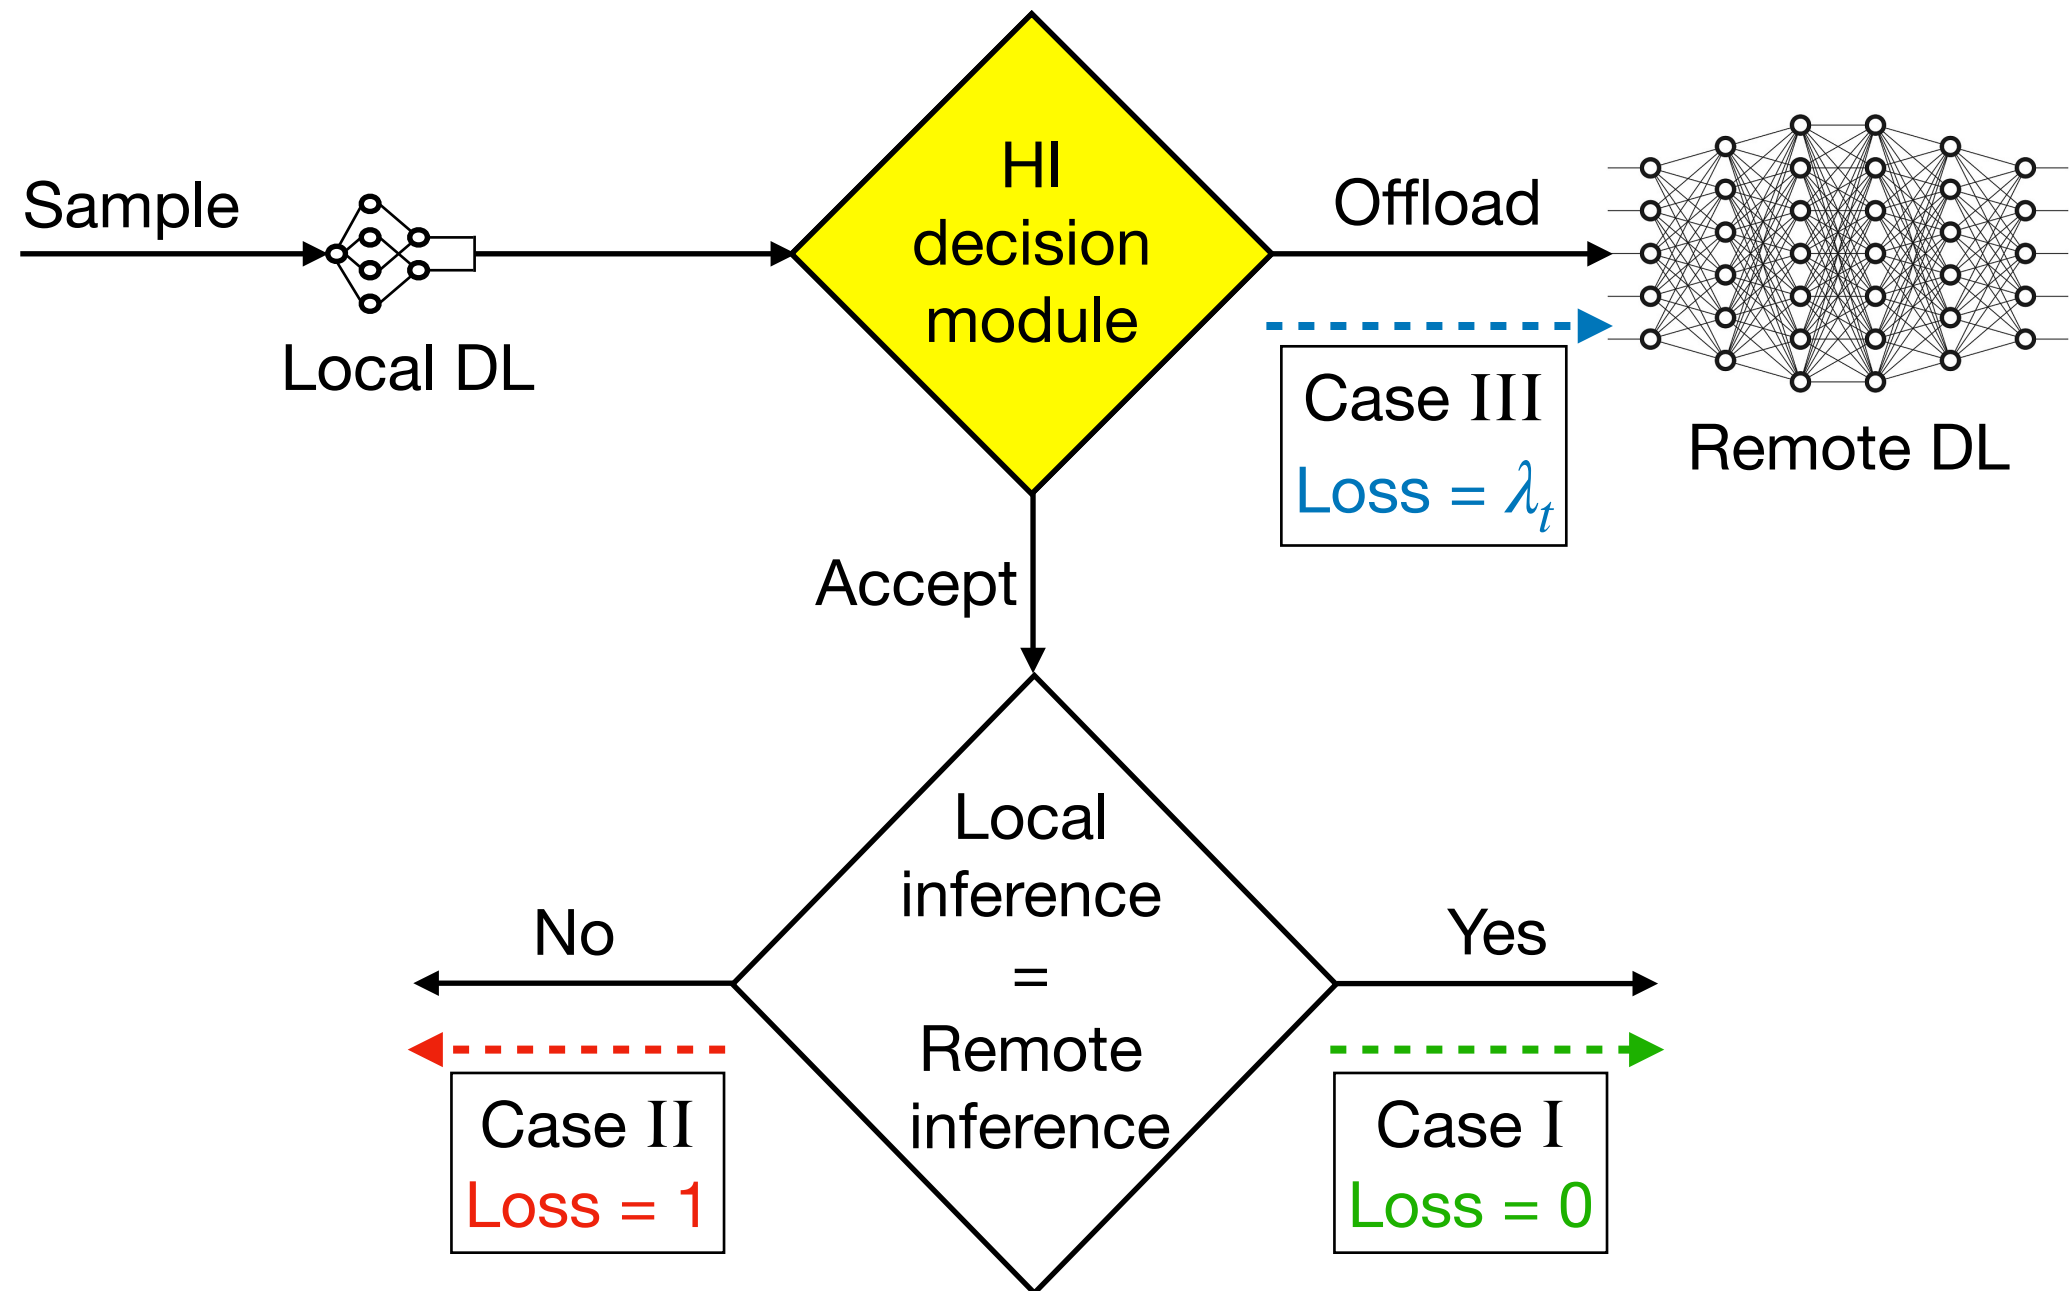 Sample
Local DL
HI
decision
module
Offload
Case III
Loss = λt
Remote DL
Accept
Local
inference
=
Remote
inference
No
Case II
Loss = 1
Yes
Case I
Loss = 0